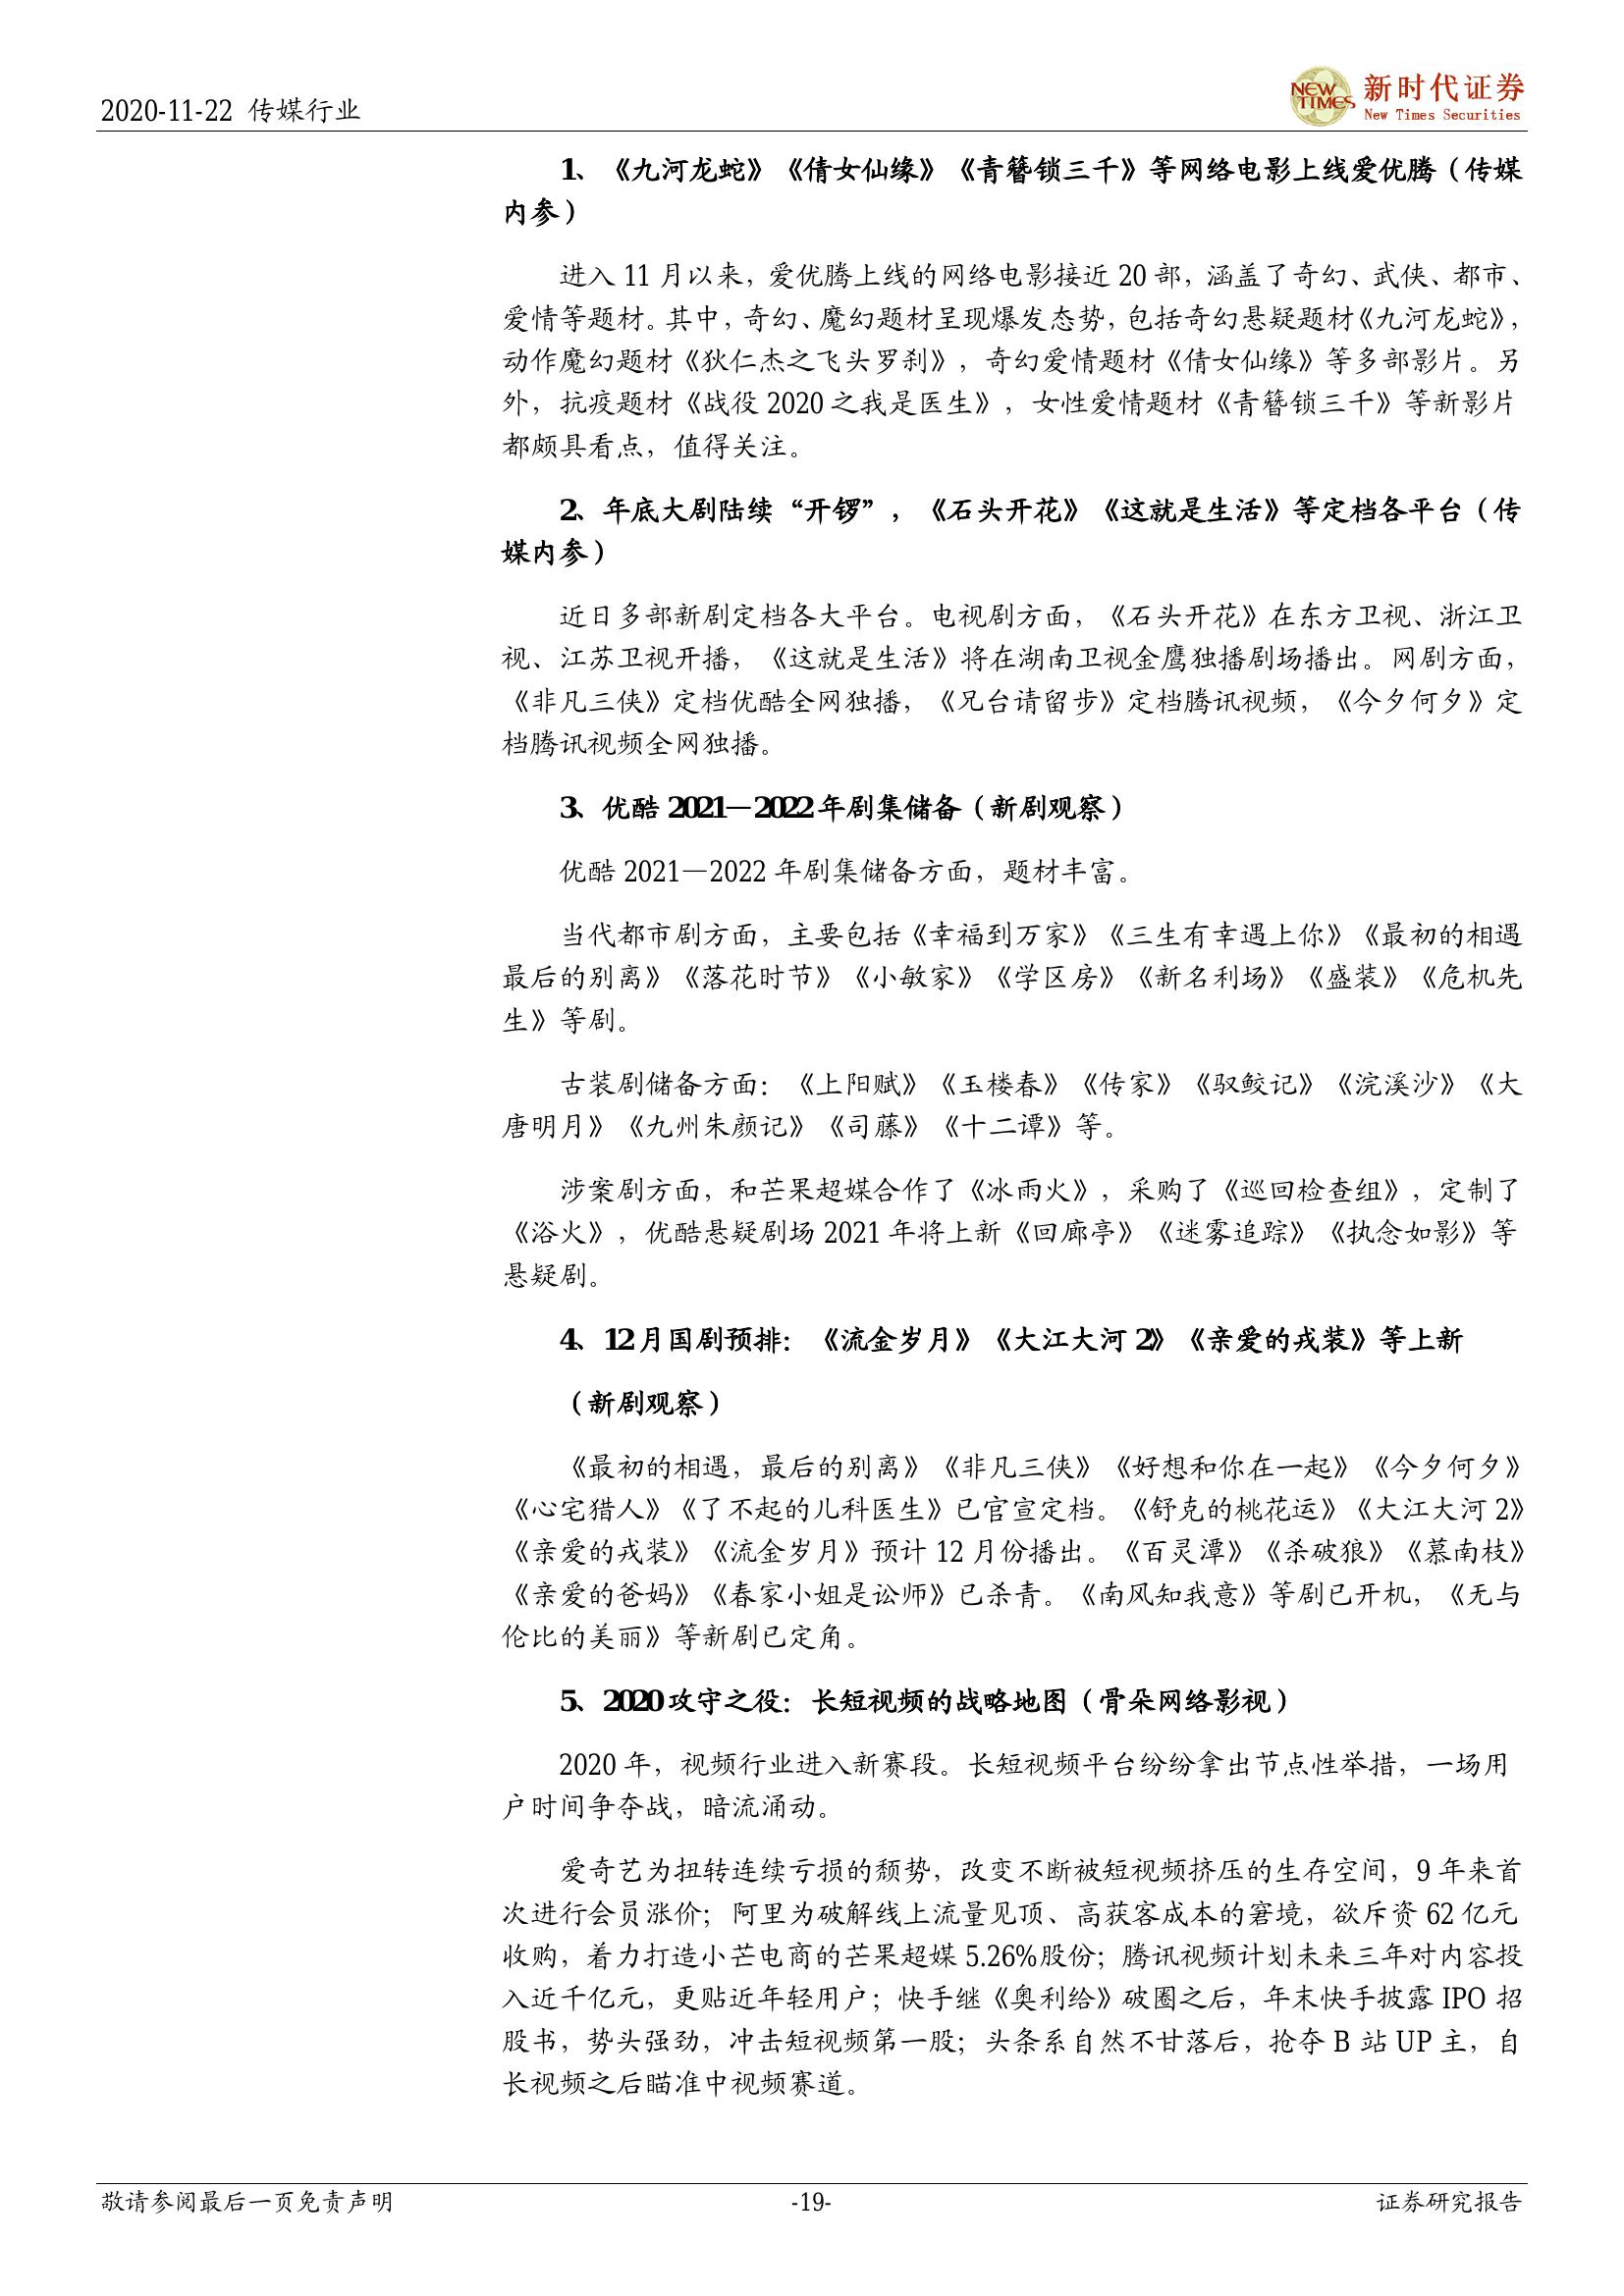 2020-11-22 传媒行业
NEW TIMES
新时代证券
New Times Securities
1、《九河龙蛇》《倩女仙缘》《青簪锁三千》等网络电影上线爱优腾（传媒
内参）
进入 11 月以来，爱优腾上线的网络电影接近 20 部，涵盖了奇幻、武侠、都市、
爱情等题材。其中，奇幻、魔幻题材呈现爆发态势，包括奇幻悬疑题材《九河龙蛇》，
动作魔幻题材《狄仁杰之飞头罗刹》，奇幻爱情题材《倩女仙缘》等多部影片。另
外，抗疫题材《战役 2020 之我是医生》，女性爱情题材《青簪锁三千》等新影片
都颇具看点，值得关注。
2、年底大剧陆续“开锣”，《石头开花》《这就是生活》等定档各平台（传
媒内参）
近日多部新剧定档各大平台。电视剧方面，《石头开花》在东方卫视、浙江卫
视、江苏卫视开播，《这就是生活》将在湖南卫视金鹰独播剧场播出。网剧方面，
《非凡三侠》定档优酷全网独播，《兄台请留步》定档腾讯视频，《今夕何夕》定
档腾讯视频全网独播。
3、优酷 2021—2022 年剧集储备（新剧观察）
优酷 2021—2022 年剧集储备方面，题材丰富。
当代都市剧方面，主要包括《幸福到万家》《三生有幸遇上你》《最初的相遇
最后的别离》《落花时节》《小敏家》《学区房》《新名利场》《盛装》《危机先
生》等剧。
古装剧储备方面：《上阳赋》《玉楼春》《传家》《驭鲛记》《浣溪沙》《大
唐明月》《九州朱颜记》《司藤》《十二谭》等。
涉案剧方面，和芒果超媒合作了《冰雨火》，采购了《巡回检查组》，定制了
《浴火》，优酷悬疑剧场 2021 年将上新《回廊亭》《迷雾追踪》《执念如影》等
悬疑剧。
4、12 月国剧预排：《流金岁月》《大江大河 2》《亲爱的戎装》等上新
（新剧观察）
《最初的相遇，最后的别离》《非凡三侠》《好想和你在一起》《今夕何夕》
《心宅猎人》《了不起的儿科医生》已官宣定档。《舒克的桃花运》《大江大河 2》
《亲爱的戎装》《流金岁月》预计 12 月份播出。《百灵潭》《杀破狼》《慕南枝》
《亲爱的爸妈》《春家小姐是讼师》已杀青。《南风知我意》等剧已开机，《无与
伦比的美丽》等新剧已定角。
5、2020 攻守之役：长短视频的战略地图（骨朵网络影视）
2020 年，视频行业进入新赛段。长短视频平台纷纷拿出节点性举措，一场用
户时间争夺战，暗流涌动。
爱奇艺为扭转连续亏损的颓势，改变不断被短视频挤压的生存空间，9 年来首
次进行会员涨价；阿里为破解线上流量见顶、高获客成本的窘境，欲斥资 62 亿元
收购，着力打造小芒电商的芒果超媒 5.26%股份；腾讯视频计划未来三年对内容投
入近千亿元，更贴近年轻用户；快手继《奥利给》破圈之后，年末快手披露 IPO 招
股书，势头强劲，冲击短视频第一股；头条系自然不甘落后，抢夺 B 站 UP 主，自
长视频之后瞄准中视频赛道。
敬请参阅最后一页免责声明
-19-
证券研究报告